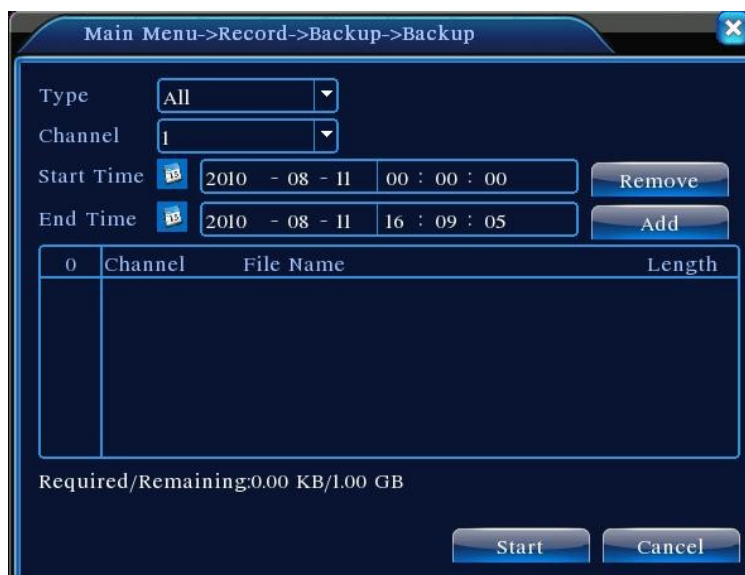 Main Menu->Record->Backup->Backup
Type All
Channel 1
Start Time 15 2010 - 08 - 11 00 : 00 : 00 Remove
End Time 15 2010 - 08 - 11 16 : 09 : 05 Add
0 Channel File Name Length
Required/Remaining:0.00 KB/1.00 GB
Start Cancel